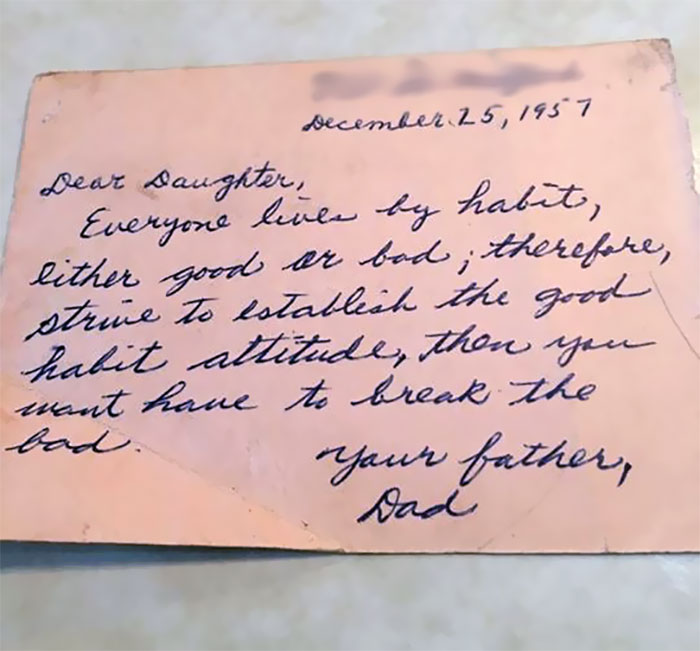 December 25, 1957
Dear Daughter,
Everyone lives by habit,
either good or bad; therefore,
strive to establish the good
habit attitude, then you
wont have to break the
bad.
Your father,
Dad